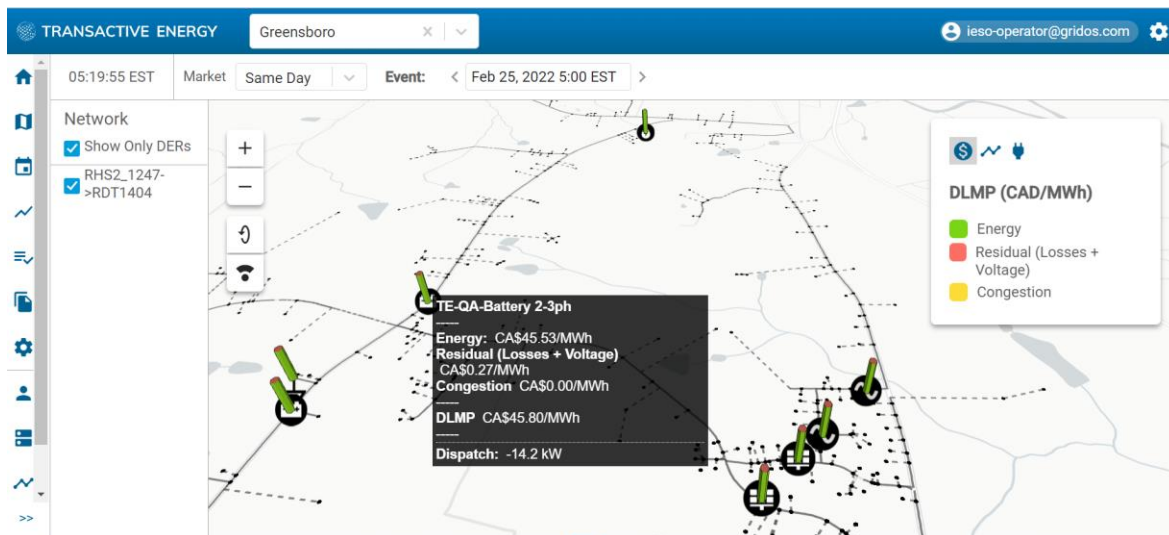 TRANSACTIVE ENERGY
Greensboro
ieso-operator@gridos.com
05:19:55 EST
Market
Same Day
Event:
Feb 25, 2022 5:00 EST
Network
Show Only DERs
RHS2_1247-
>RDT1404
+
−
DLMP (CAD/MWh)
Energy
Residual (Losses +
Voltage)
Congestion
TE-QA-Battery 2-3ph
-----
Energy: CA$45.53/MWh
Residual (Losses + Voltage)
CA$0.27/MWh
Congestion CA$0.00/MWh
-----
DLMP CA$45.80/MWh
-----
Dispatch: -14.2 kW
>>